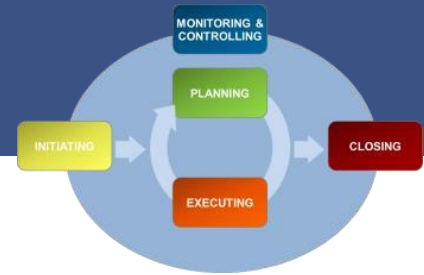 MONITORING &
CONTROLLING
PLANNING
INITIATING
CLOSING
EXECUTING